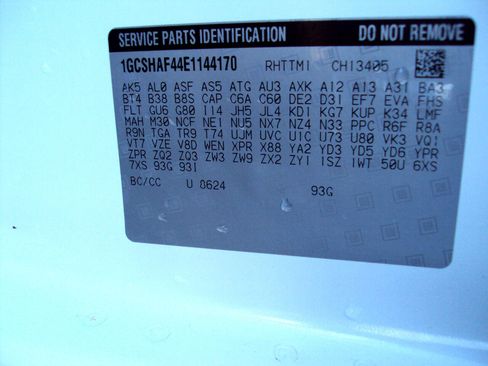 SERVICE PARTS IDENTIFICATION DO NOT REMOVE
1GCSHAF44E1144170 RHTTM1 CH13405
AK5 AL0 ASF AS5 ATG AU3 AXK A12 A13 A31 BA3
BT4 B38 B8S CAP C6A C60 DE2 D31 EF7 EVA FHS
FLT GU6 G80 I14 JH5 JL4 KD1 KG7 KUP K34 LMF
MAH M30 NCF NE1 NU5 NX7 NZ4 N33 PPC R6F R8A
R9N TGA TR9 T74 UJM UVC U1C U73 U80 VK3 VQ1
VT7 VZE V8D WEN XPR X88 YA2 YD3 YD5 YD6 YPR
ZPR ZQ2 ZQ3 ZW3 ZW9 ZX2 ZY1 1SZ 1WT 50U 6XS
7XS 93G 93I
BC/CC U 8624 93G